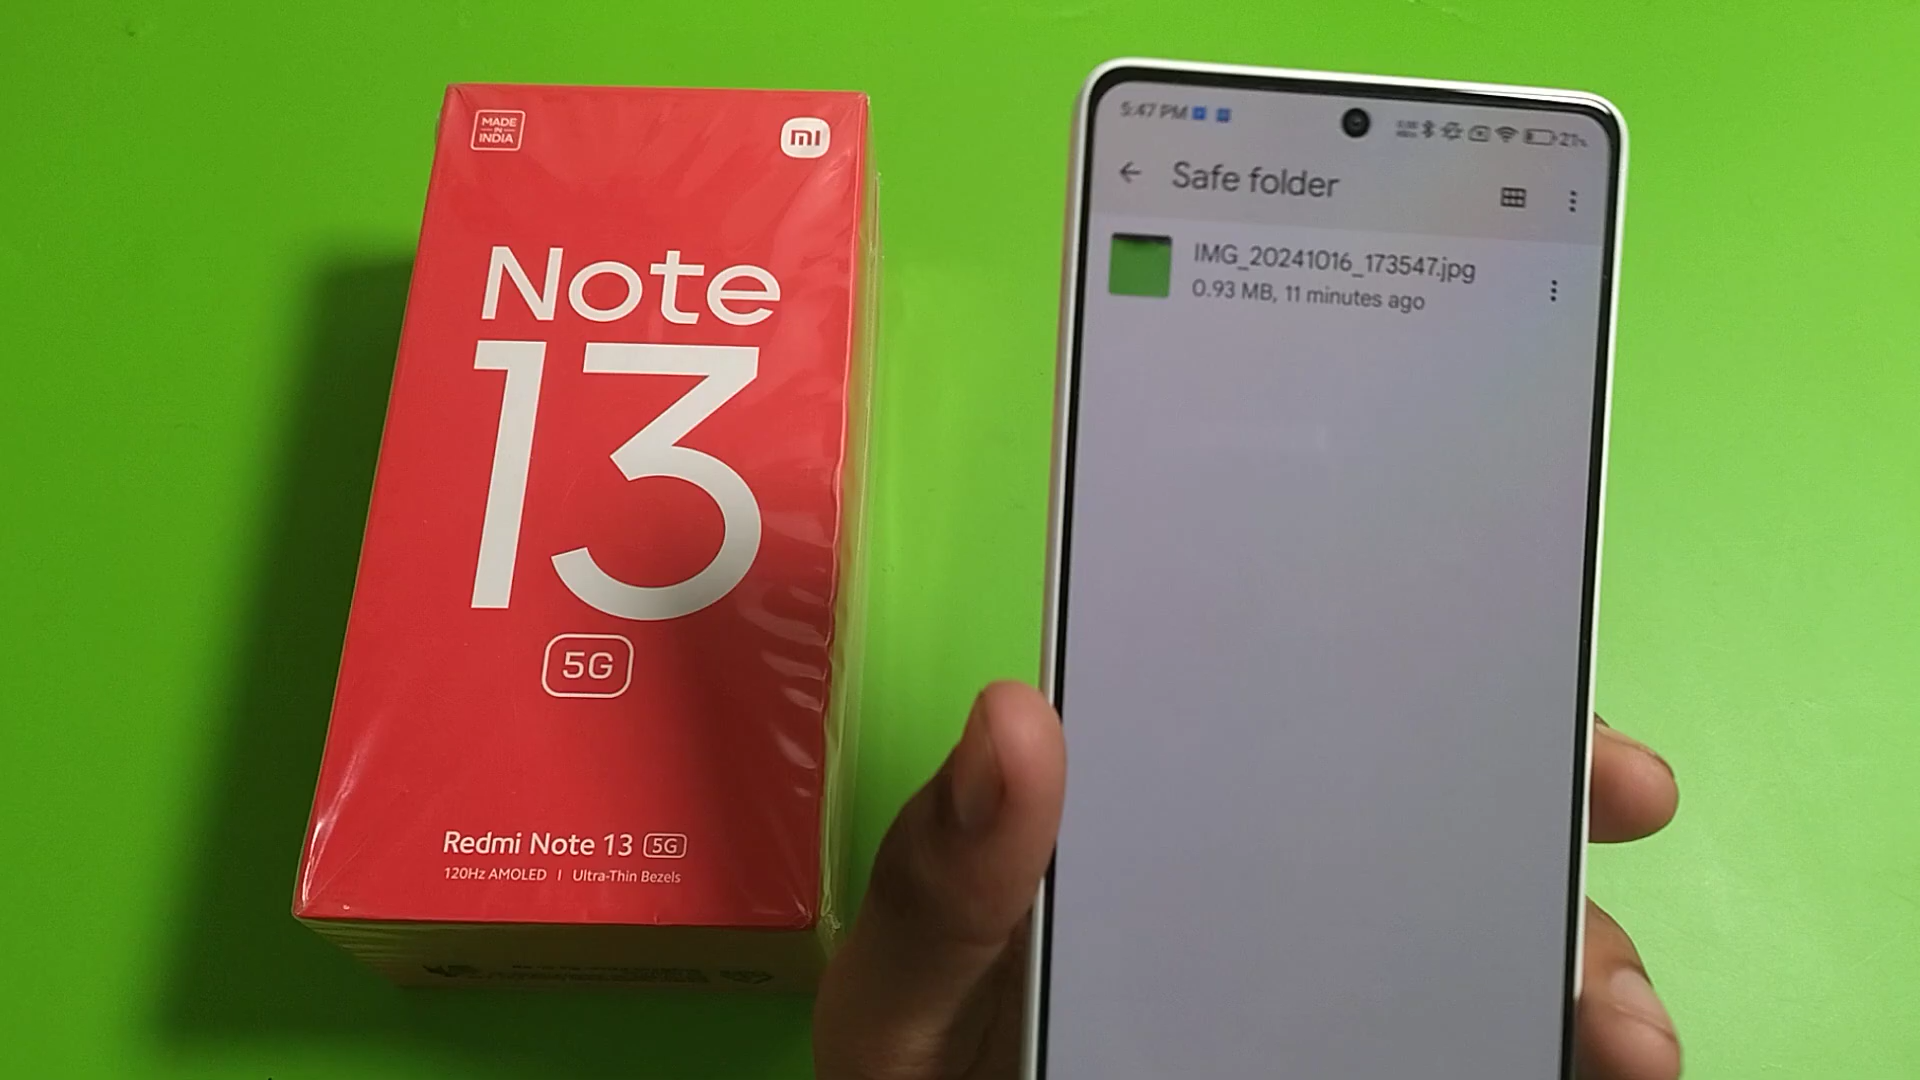 MADE
IN
INDIA
mi
Note
13
5G
Redmi Note 13 5G
120Hz AMOLED | Ultra-Thin Bezels
5:47 PM
21%
Safe folder
IMG_20241016_173547.jpg
0.93 MB, 11 minutes ago